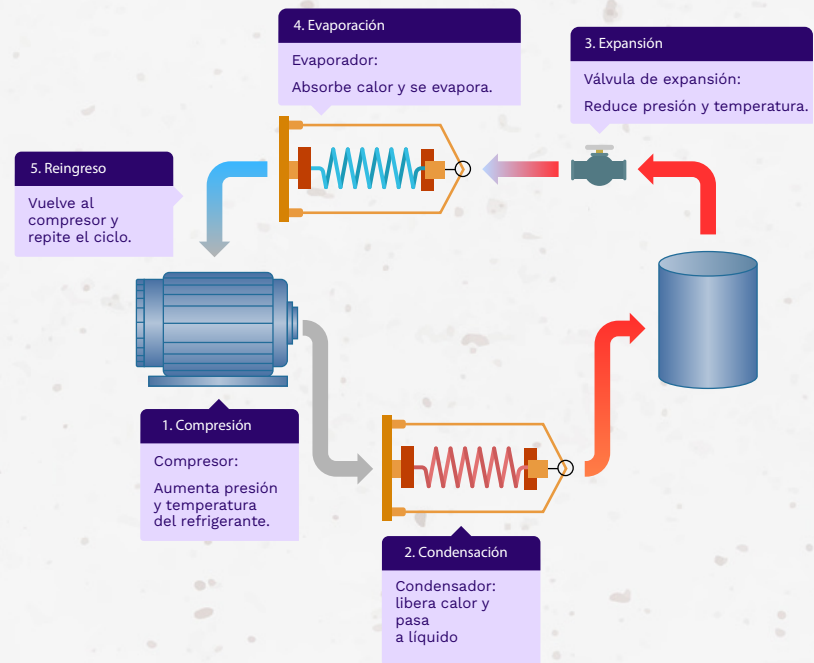 4. Evaporación
Evaporador:
Absorbe calor y se evapora.
3. Expansión
Válvula de expansión:
Reduce presión y temperatura.
5. Reingreso
Vuelve al
compresor y
repite el ciclo.
1. Compresión
Compresor:
Aumenta presión
y temperatura
del refrigerante.
2. Condensación
Condensador:
libera calor y
pasa
a líquido